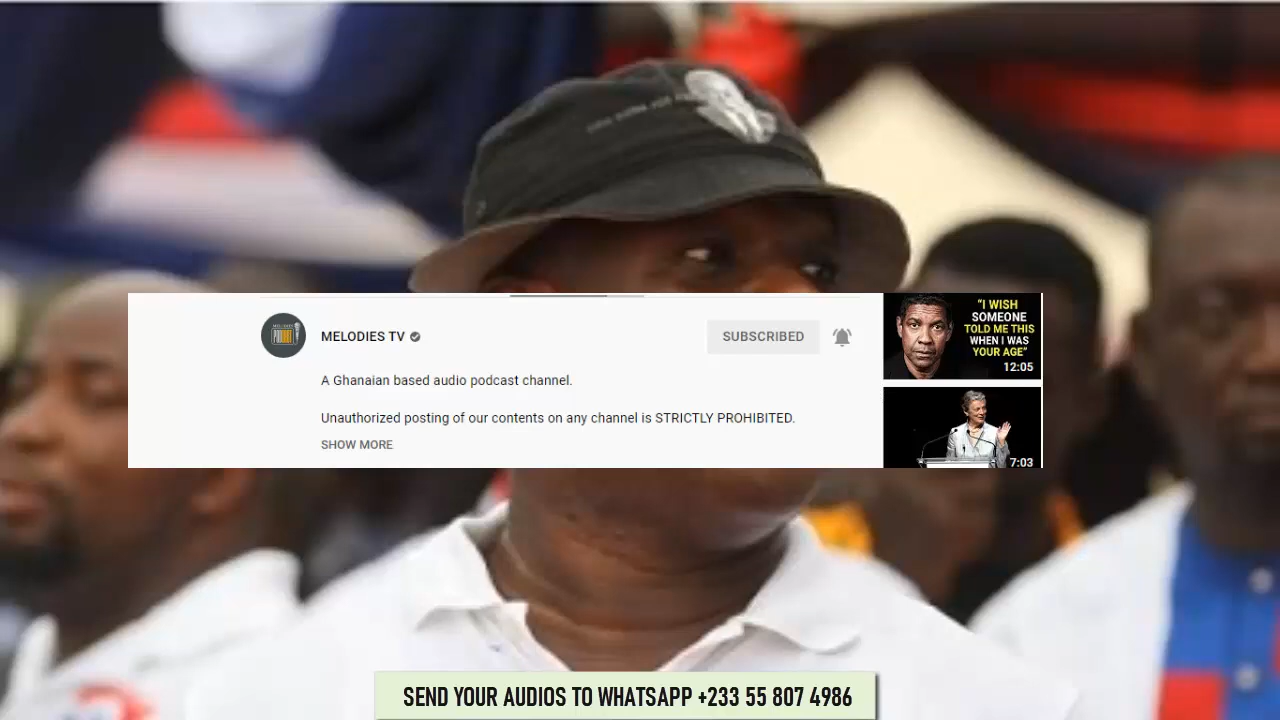 MELODIES TV
SUBSCRIBED
A Ghanaian based audio podcast channel.
Unauthorized posting of our contents on any channel is STRICTLY PROHIBITED.
SHOW MORE
"I WISH
SOMEONE
TOLD ME THIS
WHEN I WAS
YOUR AGE"
12:05
7:03
SEND YOUR AUDIOS TO WHATSAPP +233 55 807 4986